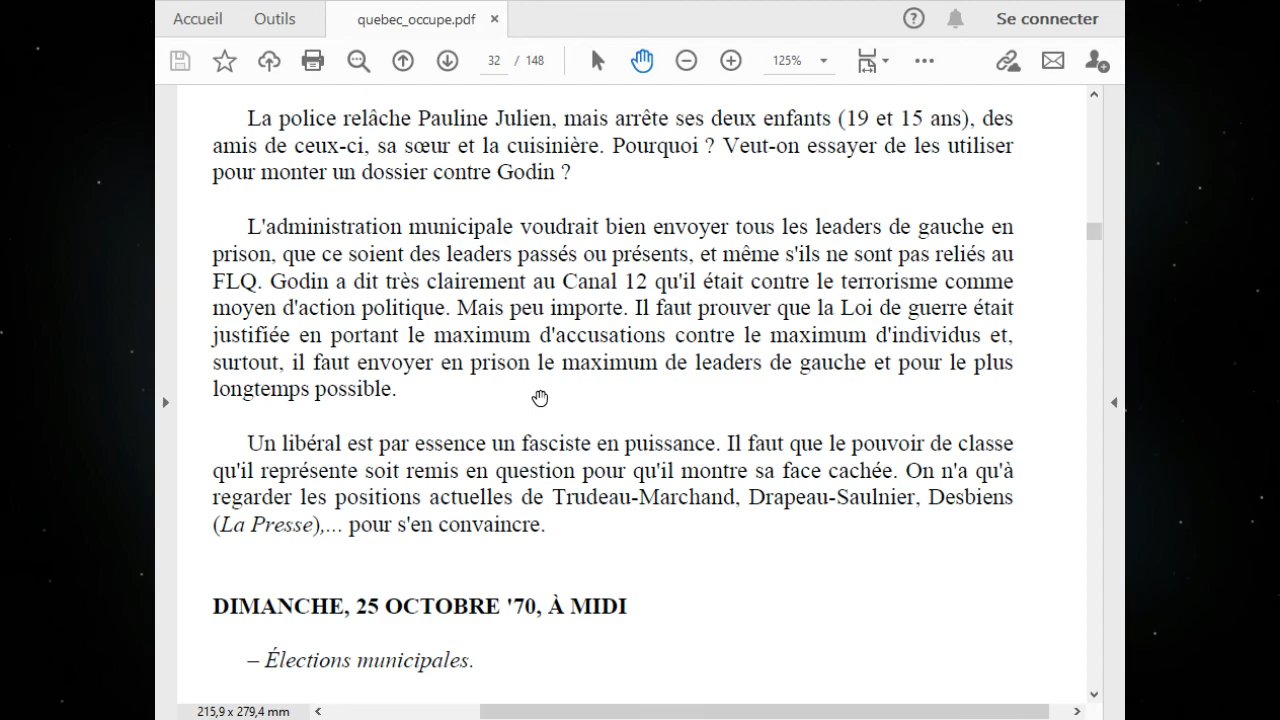 Accueil Outils quebec_occupe.pdf × Se connecter
32 / 148 125%
La police relâche Pauline Julien, mais arrête ses deux enfants (19 et 15 ans), des
amis de ceux-ci, sa sœur et la cuisinière. Pourquoi ? Veut-on essayer de les utiliser
pour monter un dossier contre Godin ?
L'administration municipale voudrait bien envoyer tous les leaders de gauche en
prison, que ce soient des leaders passés ou présents, et même s'ils ne sont pas reliés au
FLQ. Godin a dit très clairement au Canal 12 qu'il était contre le terrorisme comme
moyen d'action politique. Mais peu importe. Il faut prouver que la Loi de guerre était
justifiée en portant le maximum d'accusations contre le maximum d'individus et,
surtout, il faut envoyer en prison le maximum de leaders de gauche et pour le plus
longtemps possible.
Un libéral est par essence un fasciste en puissance. Il faut que le pouvoir de classe
qu'il représente soit remis en question pour qu'il montre sa face cachée. On n'a qu'à
regarder les positions actuelles de Trudeau-Marchand, Drapeau-Saulnier, Desbiens
(La Presse),... pour s'en convaincre.
DIMANCHE, 25 OCTOBRE '70, À MIDI
– Élections municipales.
215,9 x 279,4 mm